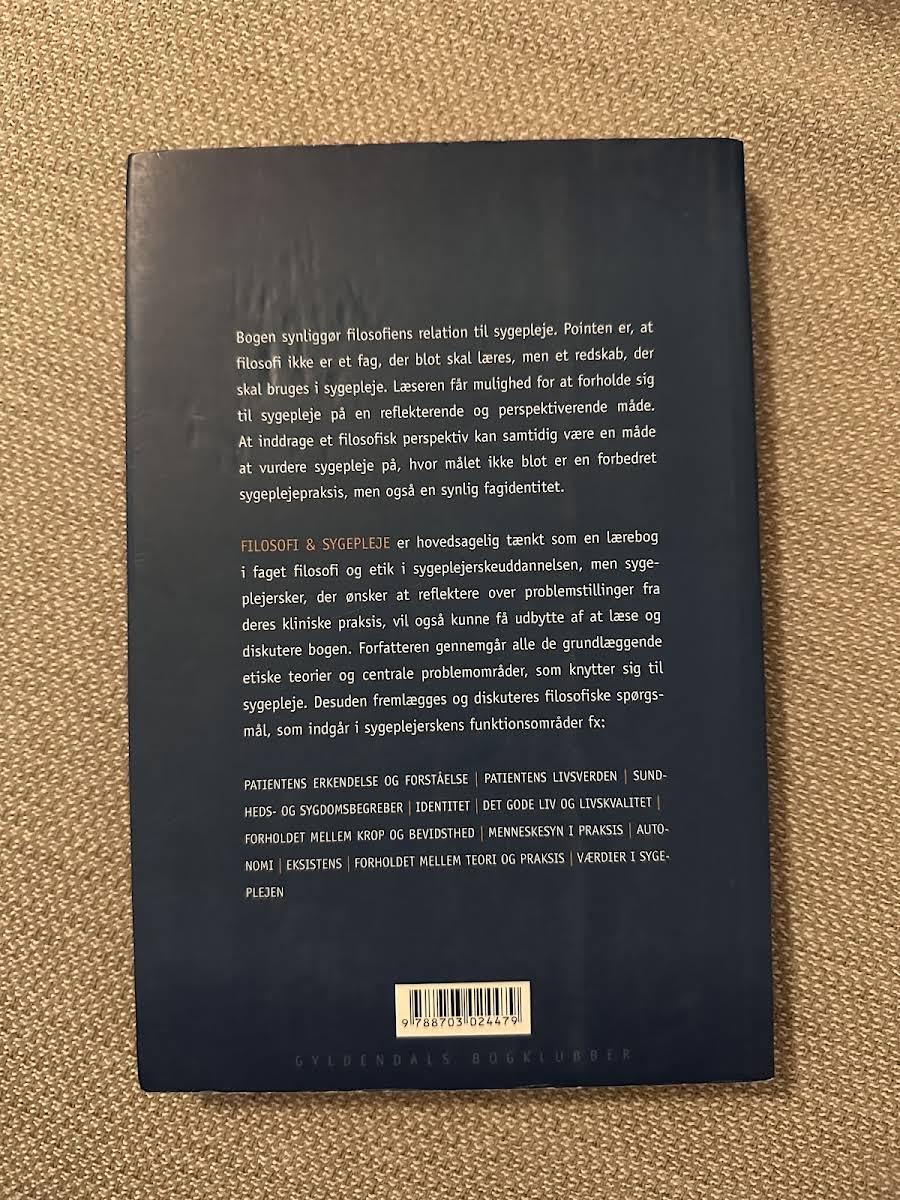 Bogen synliggør filosofiens relation til sygepleje. Pointen er, at
filosofi ikke er et fag, der blot skal læres, men et redskab, der
skal bruges i sygepleje. Læseren får mulighed for at forholde sig
til sygepleje på en reflekterende og perspektiverende måde.
At inddrage et filosofisk perspektiv kan samtidig være en måde
at vurdere sygepleje på, hvor målet ikke blot er en forbedret
sygeplejepraksis, men også en synlig fagidentitet.
FILOSOFI & SYGEPLEJE er hovedsagelig tænkt som en lærebog
i faget filosofi og etik i sygeplejerskeuddannelsen, men syge-
plejersker, der ønsker at reflektere over problemstillinger fra
deres kliniske praksis, vil også kunne få udbytte af at læse og
diskutere bogen. Forfatteren gennemgår alle de grundlæggende
etiske teorier og centrale problemområder, som knytter sig til
sygepleje. Desuden fremlægges og diskuteres filosofiske spørgs-
mål, som indgår i sygeplejerskens funktionsområder fx:
PATIENTENS ERKENDELSE OG FORSTÅELSE | PATIENTENS LIVSVERDEN | SUND-
HEDS- OG SYGDOMSBEGREBER | IDENTITET | DET GODE LIV OG LIVSKVALITET |
FORHOLDET MELLEM KROP OG BEVIDSTHED | MENNESKESYN I PRAKSIS | AUTO-
NOMI | EKSISTENS | FORHOLDET MELLEM TEORI OG PRAKSIS | VÆRDIER I SYGE-
PLEJEN
9 788703 024479
GYLDENDALS BOGKLUBBER